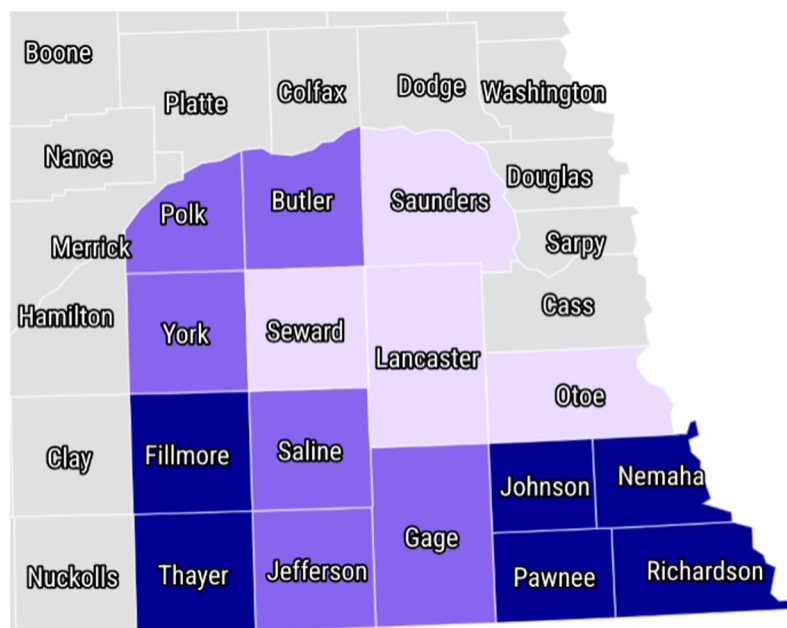 Boone
Platte
Colfax
Dodge
Washington
Nance
Douglas
Polk
Butler
Saunders
Merrick
Sarpy
Hamilton
York
Seward
Lancaster
Cass
Otoe
Clay
Fillmore
Saline
Johnson
Nemaha
Gage
Nuckolls
Thayer
Jefferson
Pawnee
Richardson